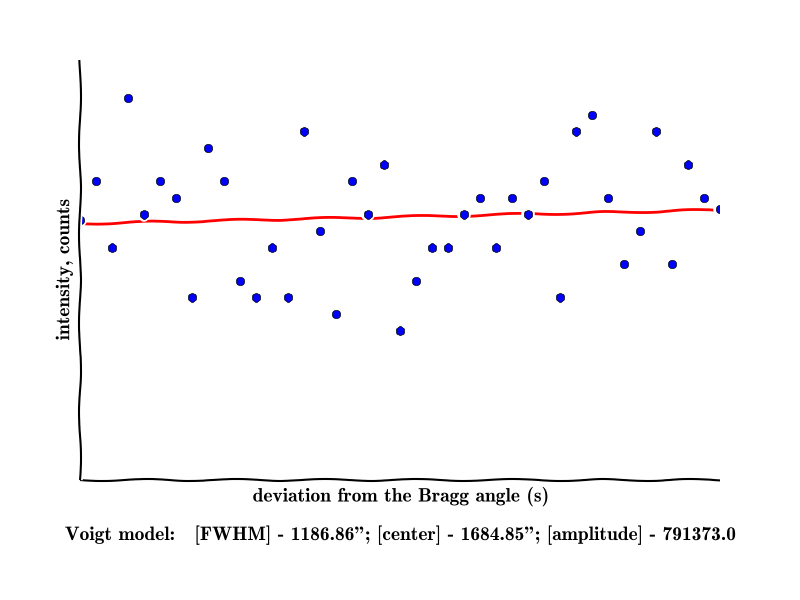 intensity, counts
deviation from the Bragg angle (s)
Voigt model: [FWHM] - 1186.86”; [center] - 1684.85”; [amplitude] - 791373.0